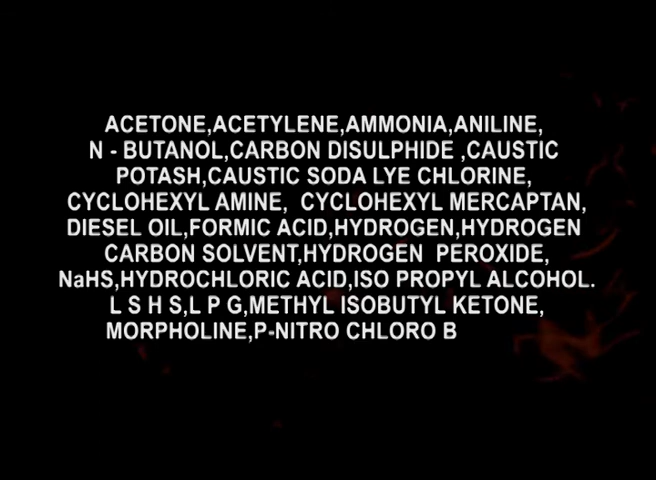 ACETONE,ACETYLENE,AMMONIA,ANILINE,
N - BUTANOL,CARBON DISULPHIDE ,CAUSTIC
POTASH,CAUSTIC SODA LYE CHLORINE,
CYCLOHEXYL AMINE, CYCLOHEXYL MERCAPTAN,
DIESEL OIL,FORMIC ACID,HYDROGEN,HYDROGEN
CARBON SOLVENT,HYDROGEN PEROXIDE,
NaHS,HYDROCHLORIC ACID,ISO PROPYL ALCOHOL.
L S H S,L P G,METHYL ISOBUTYL KETONE,
MORPHOLINE,P-NITRO CHLORO B